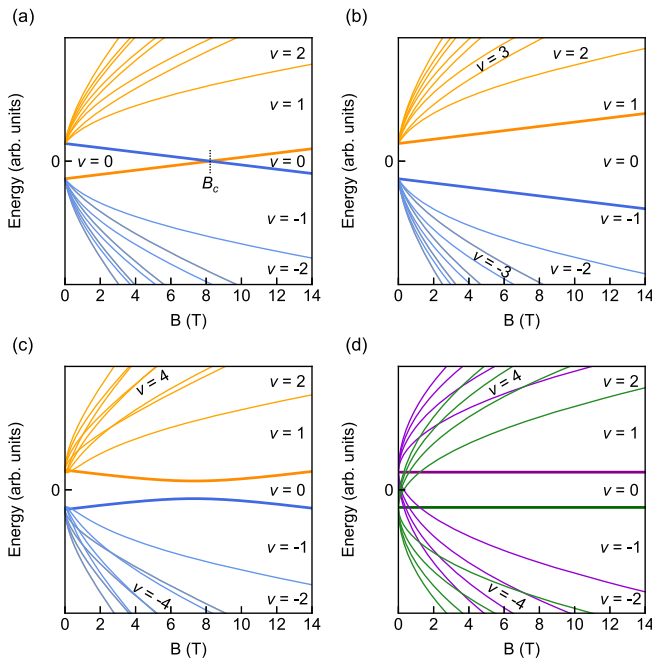 (a)
Energy (arb. units)
0
ν = 2
ν = 1
ν = 0
ν = 0
B_c
ν = -1
ν = -2
0 2 4 6 8 10 12 14
B (T)
(b)
Energy (arb. units)
0
ν = 3
ν = 2
ν = 1
ν = 0
ν = -1
ν = -3
ν = -2
0 2 4 6 8 10 12 14
B (T)
(c)
Energy (arb. units)
0
ν = 4
ν = 2
ν = 1
ν = 0
ν = -1
ν = -4
ν = -2
0 2 4 6 8 10 12 14
B (T)
(d)
Energy (arb. units)
0
ν = 4
ν = 2
ν = 1
ν = 0
ν = -1
ν = -4
ν = -2
0 2 4 6 8 10 12 14
B (T)